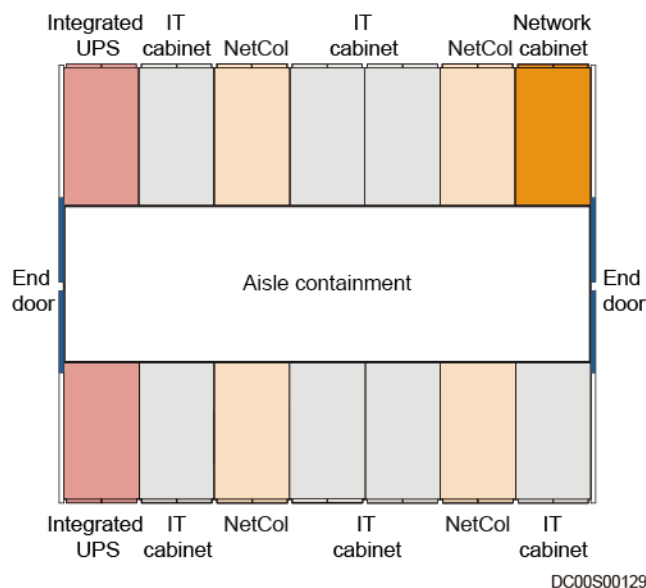 Integrated UPS
IT cabinet
NetCol
IT cabinet
NetCol
Network cabinet
End door
Aisle containment
End door
Integrated UPS
IT cabinet
NetCol
IT cabinet
NetCol
IT cabinet
DC00S00129